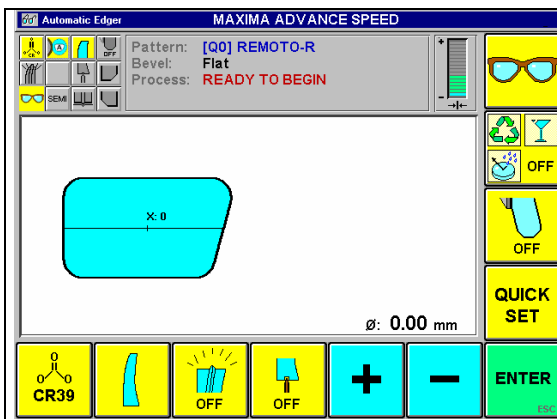 Automatic Edger
MAXIMA ADVANCE SPEED
CR
A
OFF
SEMI
Pattern: [Q0] REMOTO-R
Bevel: Flat
Process: READY TO BEGIN
+
-
OFF
X: 0
OFF
QUICK
SET
ø: 0.00 mm
O
O O
CR39
OFF
OFF
+
-
ENTER
ESC